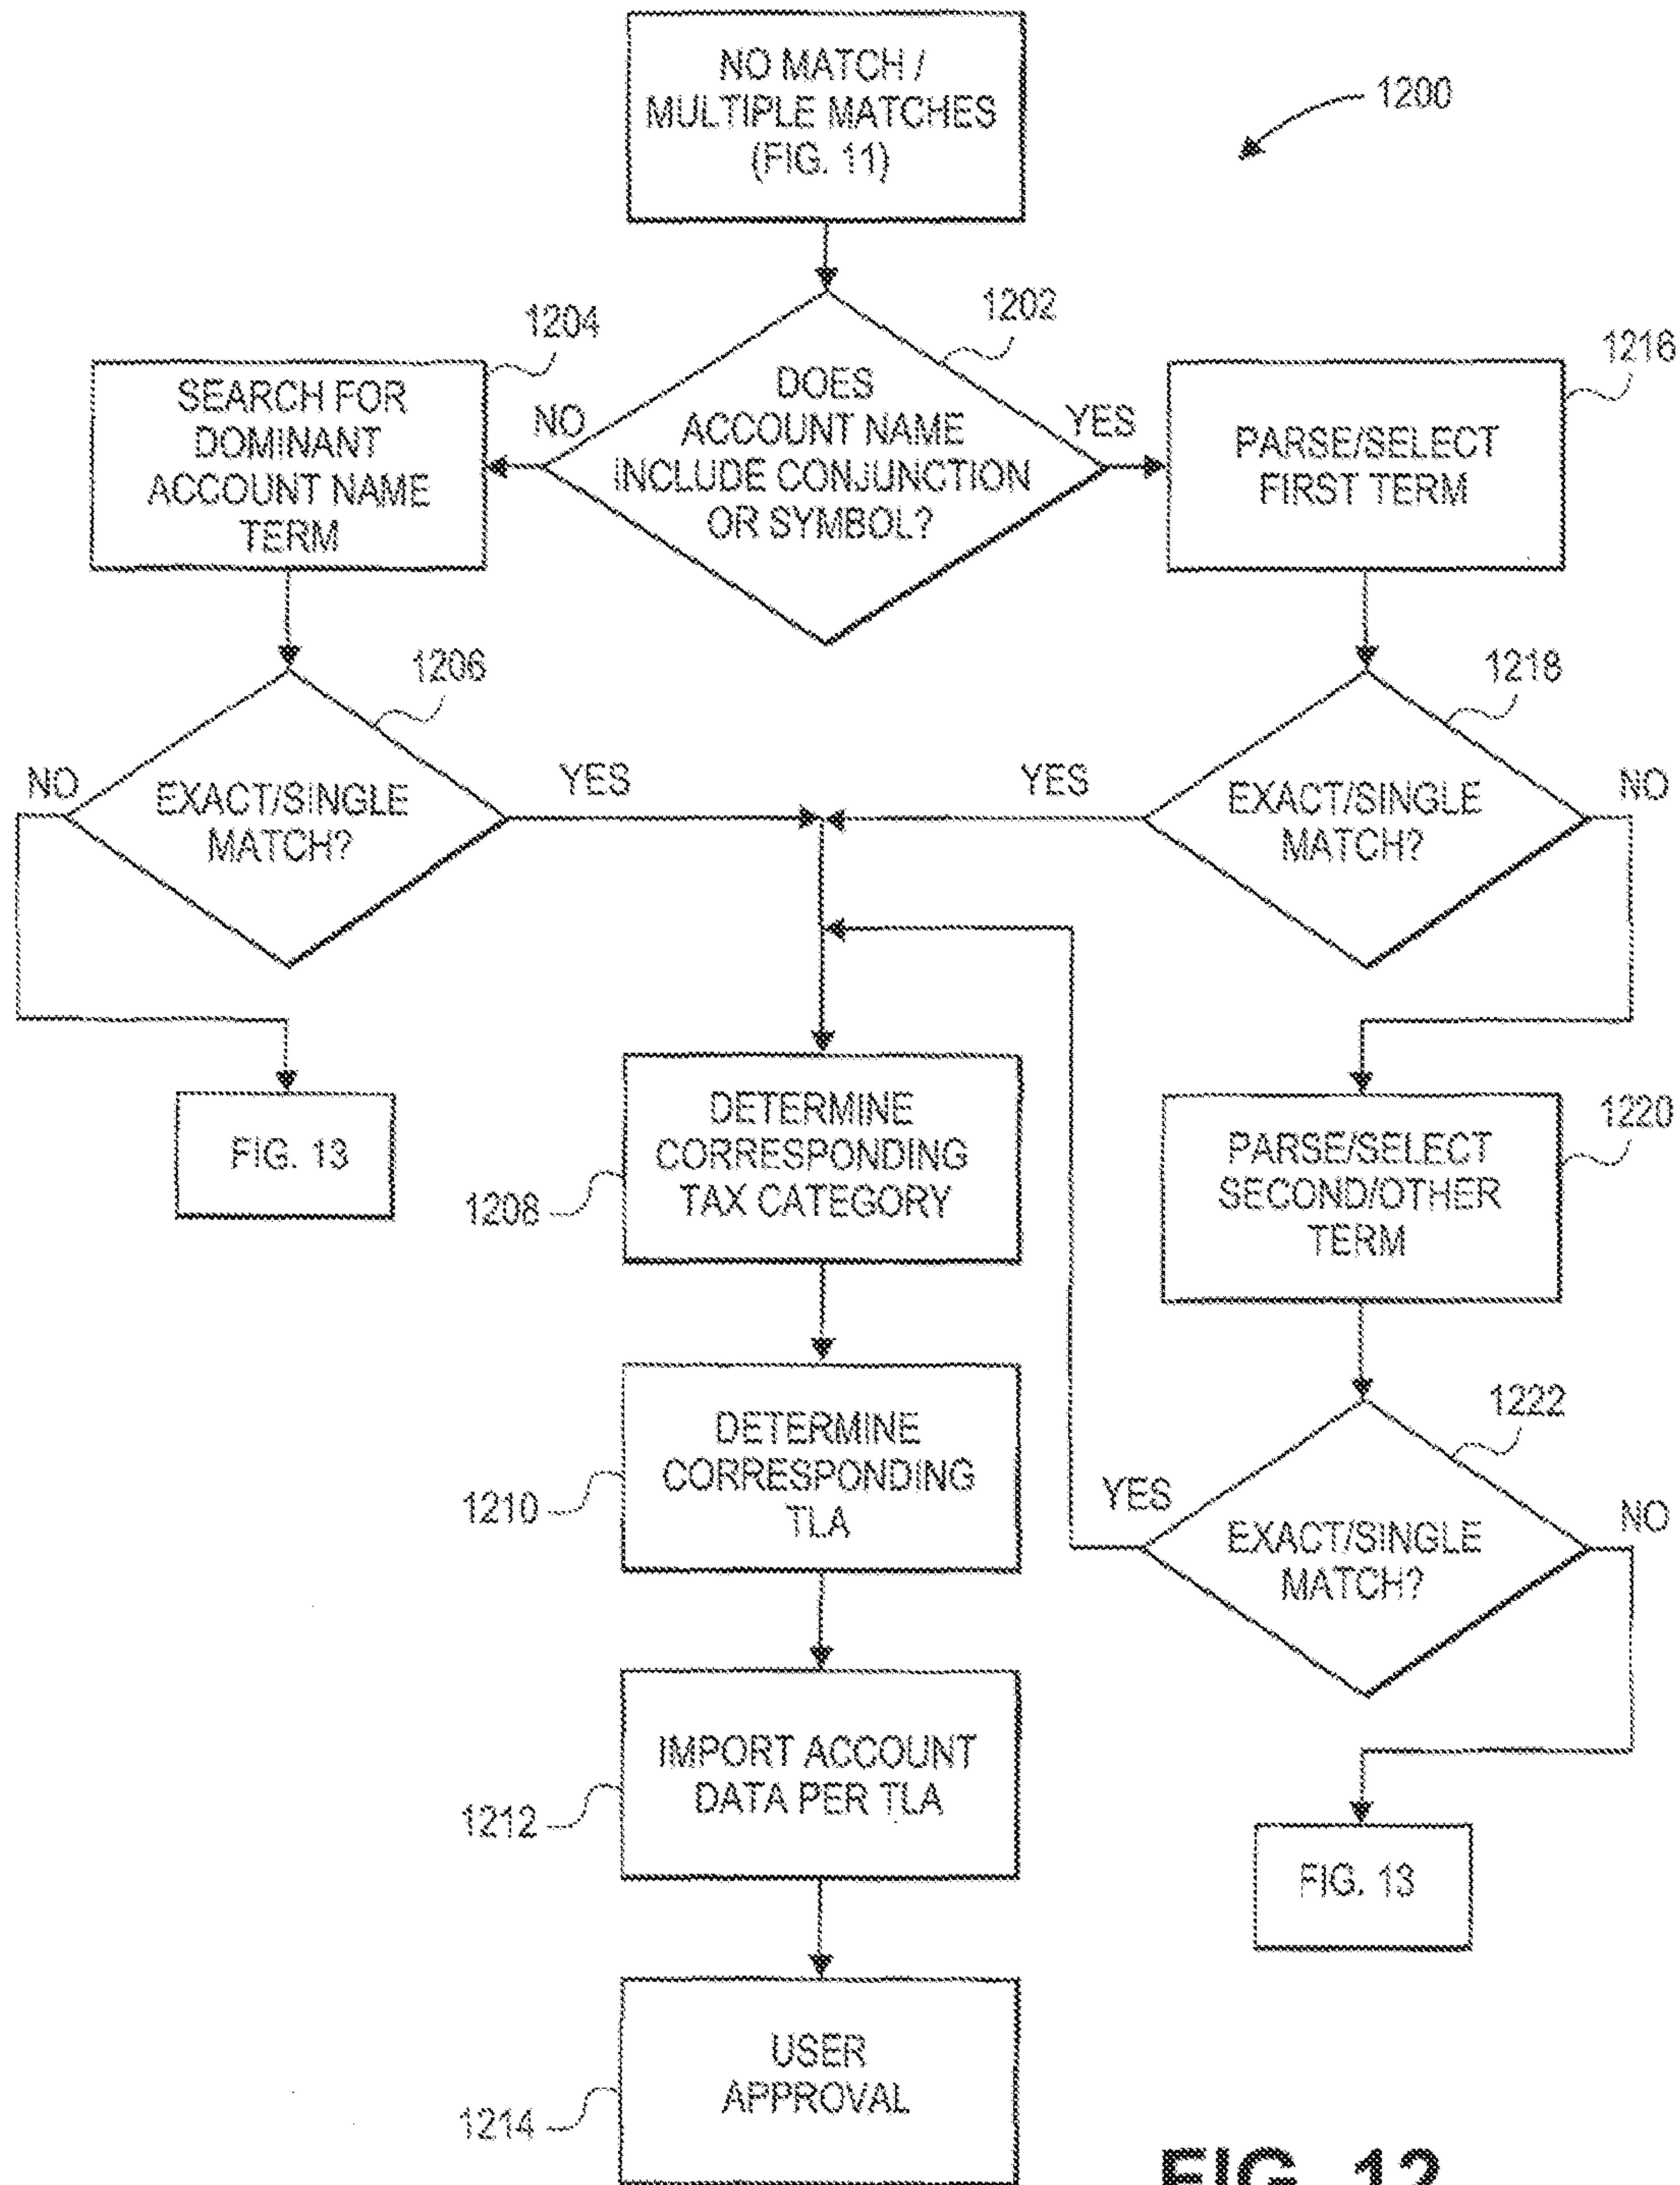 NO MATCH /
MULTIPLE MATCHES
(FIG. 11)
1200
1202
DOES
ACCOUNT NAME
INCLUDE CONJUNCTION
OR SYMBOL?
NO
YES
1204
SEARCH FOR
DOMINANT
ACCOUNT NAME
TERM
1216
PARSE/SELECT
FIRST TERM
1206
EXACT/SINGLE
MATCH?
NO
YES
1218
EXACT/SINGLE
MATCH?
YES
NO
FIG. 13
1208
DETERMINE
CORRESPONDING
TAX CATEGORY
1220
PARSE/SELECT
SECOND/OTHER
TERM
1210
DETERMINE
CORRESPONDING
TLA
1222
EXACT/SINGLE
MATCH?
YES
NO
1212
IMPORT ACCOUNT
DATA PER TLA
FIG. 13
1214
USER
APPROVAL
FIG. 12